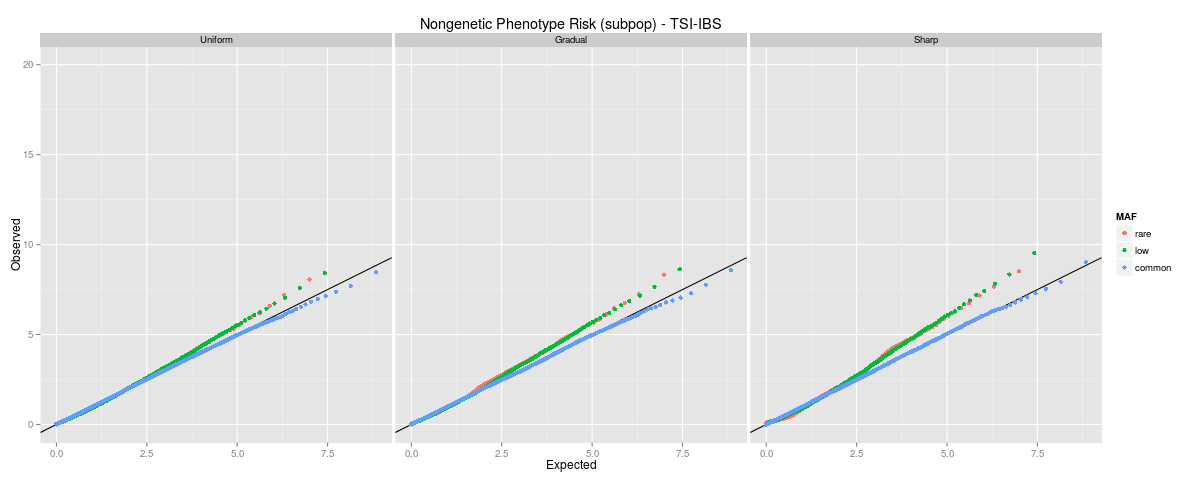 Nongenetic Phenotype Risk (subpop) - TSI-IBS
Uniform
Gradual
Sharp
Observed
20
15
10
5
0
0.0 2.5 5.0 7.5
0.0 2.5 5.0 7.5
0.0 2.5 5.0 7.5
Expected
MAF
rare
low
common